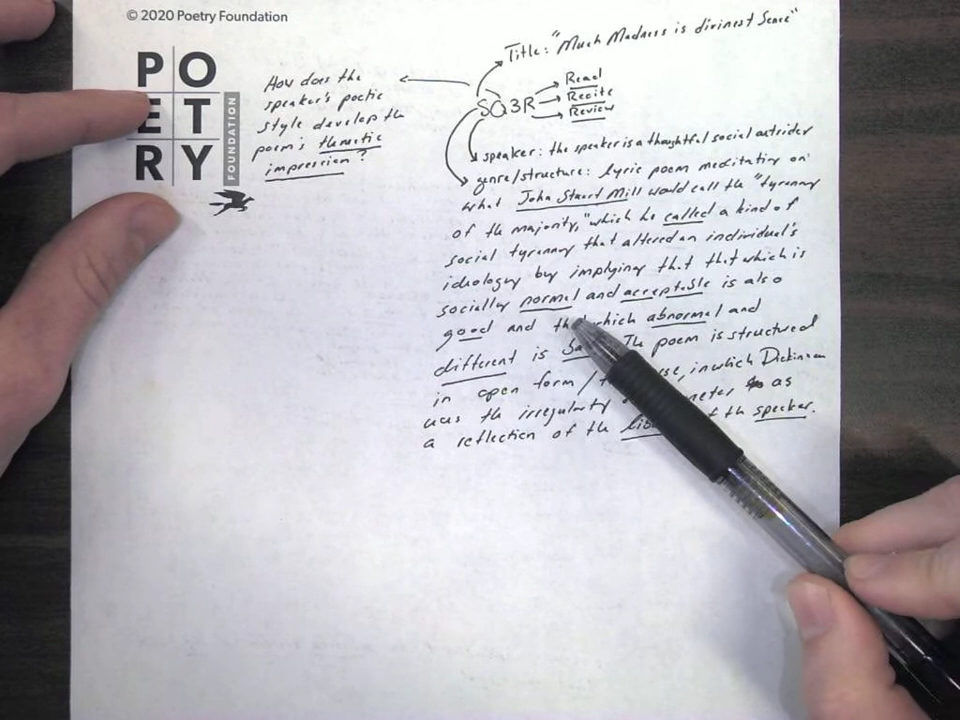 © 2020 Poetry Foundation
PO
ET
RY
FOUNDATION
How does the
speaker's poetic
style develop the
poem's thematic
impression?
Title: "Much Madness is divinest Sense"
SQ3R
Read
Recite
Review
speaker: the speaker is a thoughtful social outsider
genre/structure: lyric poem meditating on
what John Stuart Mill would call the "tyranny
of the majority," which he called a kind of
social tyranny that altered an individual's
ideology by implying that that which is
socially normal and acceptable is also
good and which abnormal and
different is The poem is structured
in open form / in which Dickinson
uses the irregularity meter as
a reflection of the of the speaker.